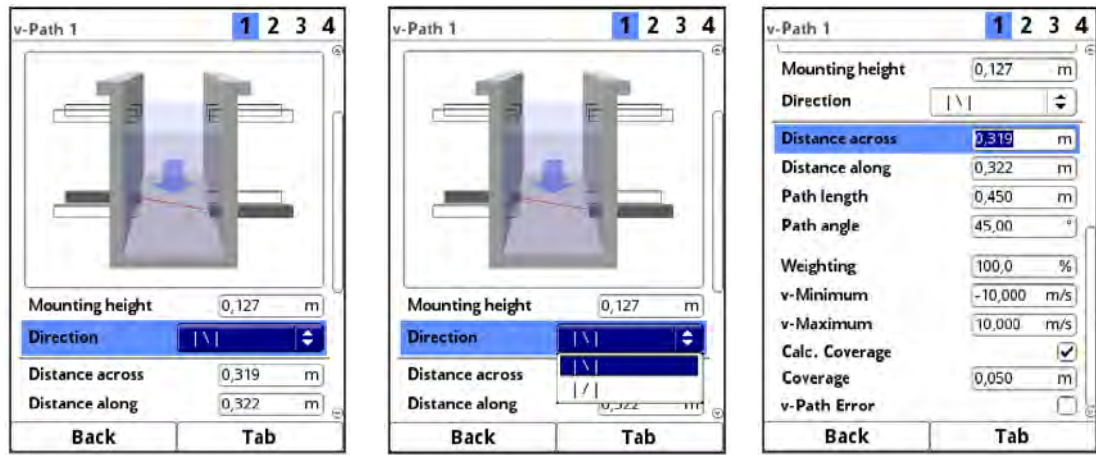 v-Path 1 1 2 3 4
Mounting height 0,127 m
Direction |\|
Distance across 0,319 m
Distance along 0,322 m
Back Tab
v-Path 1 1 2 3 4
Mounting height 0,127 m
Direction |\|
|\|
Distance across
|/|
Distance along 0,322 m
Back Tab
v-Path 1 1 2 3 4
Mounting height 0,127 m
Direction |\|
Distance across 0,319 m
Distance along 0,322 m
Path length 0,450 m
Path angle 45,00 °
Weighting 100,0 %
v-Minimum -10,000 m/s
v-Maximum 10,000 m/s
Calc. Coverage
Coverage 0,050 m
v-Path Error
Back Tab